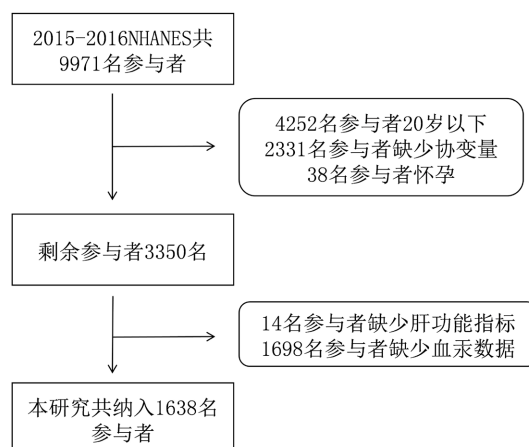 2015-2016NHANES共
9971名参与者
4252名参与者20岁以下
2331名参与者缺少协变量
38名参与者怀孕
剩余参与者3350名
14名参与者缺少肝功能指标
1698名参与者缺少血汞数据
本研究共纳入1638名
参与者